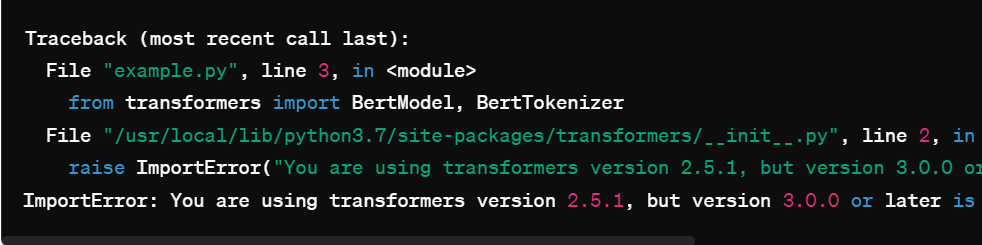 Traceback (most recent call last):
File "example.py", line 3, in <module>
from transformers import BertModel, BertTokenizer
File "/usr/local/lib/python3.7/site-packages/transformers/__init__.py", line 2, in
raise ImportError("You are using transformers version 2.5.1, but version 3.0.0 or
ImportError: You are using transformers version 2.5.1, but version 3.0.0 or later is